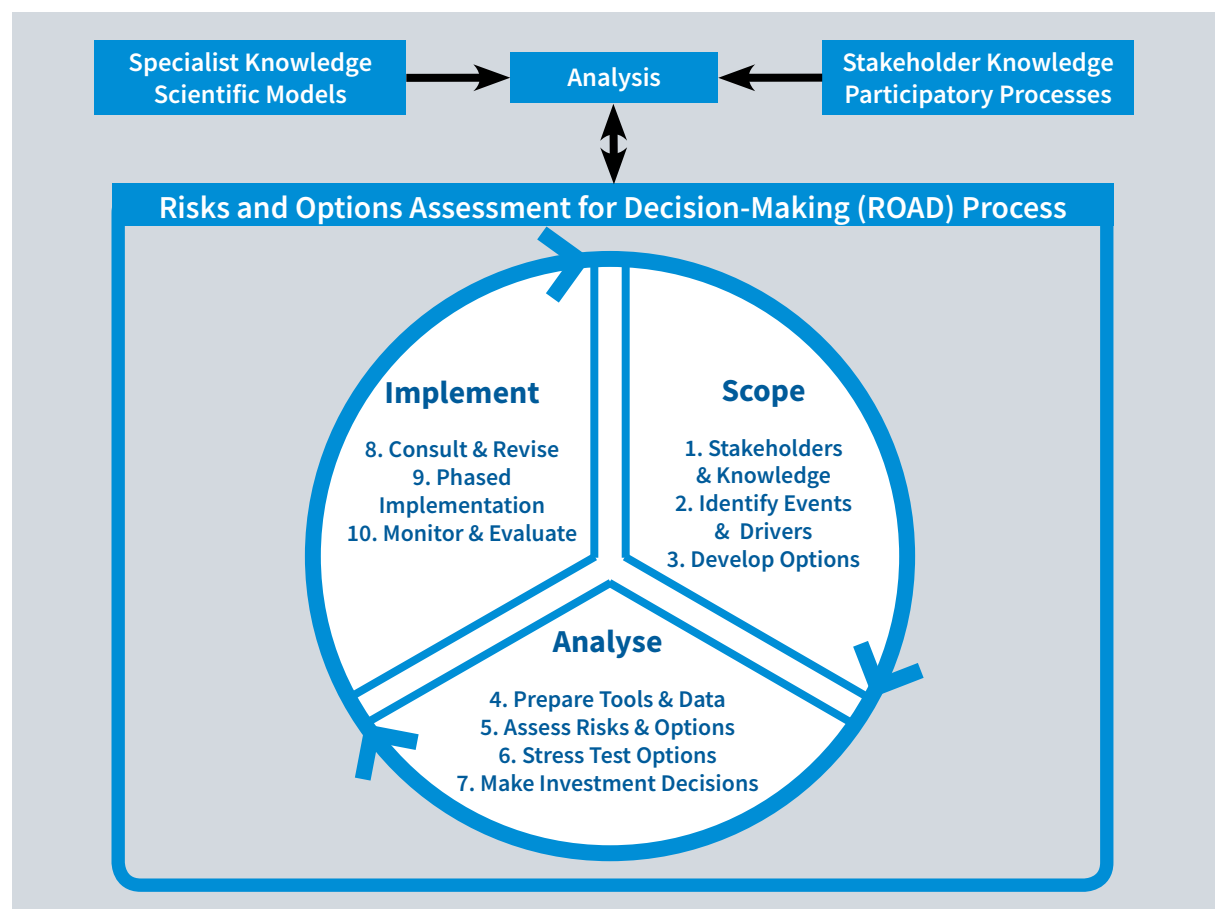 Specialist Knowledge
Scientific Models
Analysis
Stakeholder Knowledge
Participatory Processes
Risks and Options Assessment for Decision-Making (ROAD) Process
Scope
1. Stakeholders
& Knowledge
2. Identify Events
& Drivers
3. Develop Options
Analyse
4. Prepare Tools & Data
5. Assess Risks & Options
6. Stress Test Options
7. Make Investment Decisions
Implement
8. Consult & Revise
9. Phased
Implementation
10. Monitor & Evaluate